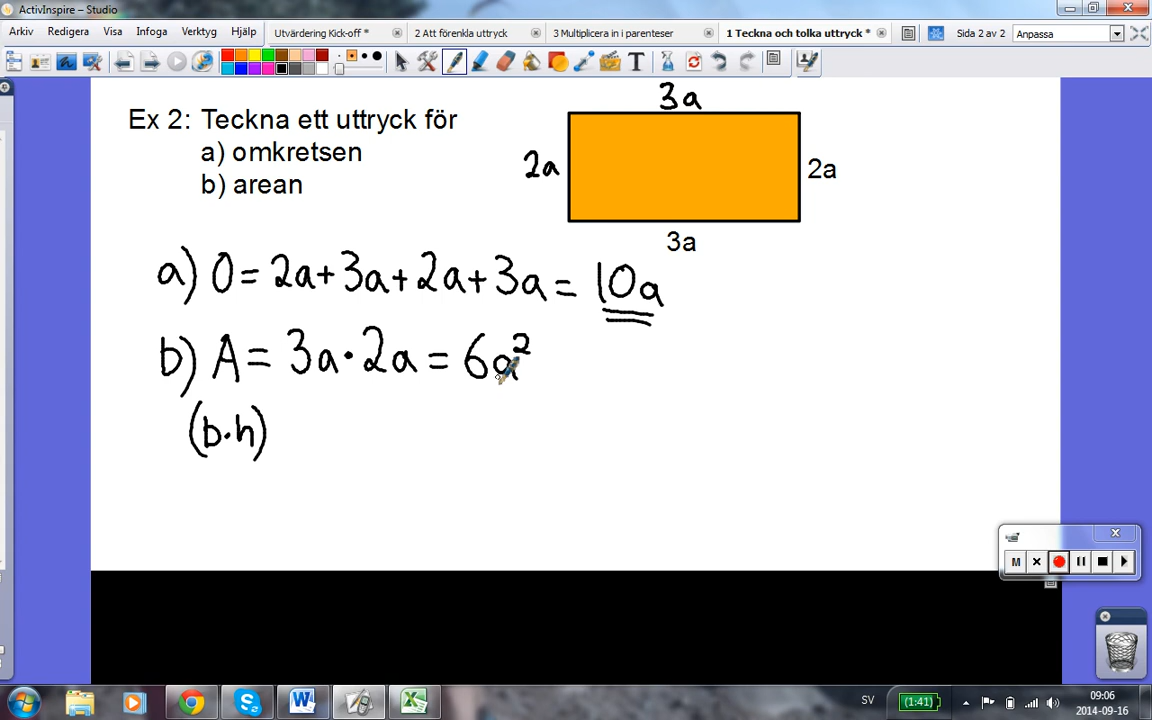 ActivInspire – Studio
Arkiv Redigera Visa Infoga Verktyg Hjälp
Utvärdering Kick-off * 2 Att förenkla uttryck 3 Multiplicera in i parenteser 1 Teckna och tolka uttryck * Sida 2 av 2 Anpassa
3a
Ex 2: Teckna ett uttryck för
a) omkretsen
b) arean
2a
2a
3a
a) O = 2a+3a+2a+3a = 10a
b) A = 3a·2a = 6a²
(b·h)
M
SV (1:41) 09:06
2014-09-16